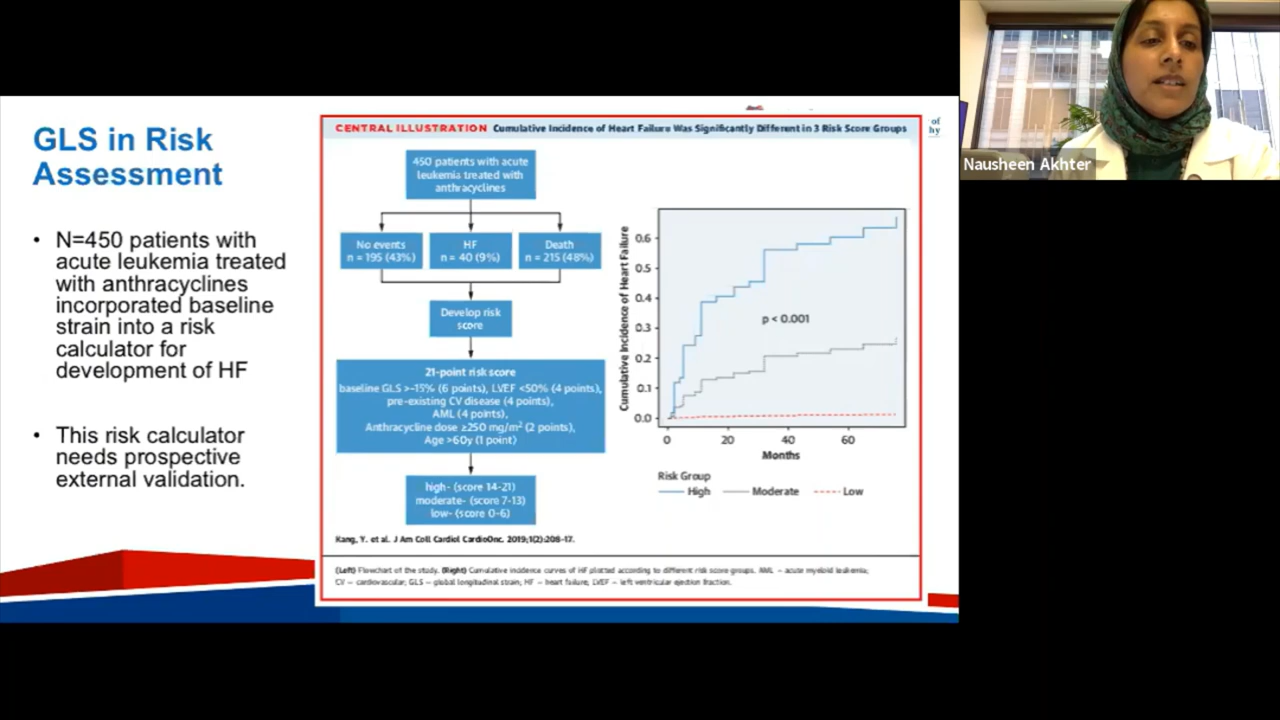 GLS in Risk
Assessment
• N=450 patients with
acute leukemia treated
with anthracyclines
incorporated baseline
strain into a risk
calculator for
development of HF
• This risk calculator
needs prospective
external validation.
CENTRAL ILLUSTRATION Cumulative Incidence of Heart Failure Was Significantly Different in 3 Risk Score Groups
450 patients with acute
leukemia treated with
anthracyclines
No events
n = 195 (43%)
HF
n = 40 (9%)
Death
n = 215 (48%)
Develop risk
score
21-point risk score
baseline GLS >-15% (6 points), LVEF <50% (4 points),
pre-existing CV disease (4 points),
AML (4 points),
Anthracycline dose ≥250 mg/m² (2 points),
Age >60y (1 point)
high- (score 14-21)
moderate- (score 7-13)
low- (score 0-6)
Cumulative Incidence of Heart Failure
0.6
0.5
0.4
0.3
0.2
0.1
0.0
p < 0.001
0 20 40 60
Months
Risk Group
High Moderate Low
Kang, Y. et al. J Am Coll Cardiol CardioOnc. 2019;1(2):208-17.
(Left) Flowchart of the study. (Right) Cumulative incidence curves of HF plotted according to different risk score groups. AML = acute myeloid leukemia;
CV = cardiovascular; GLS = global longitudinal strain; HF = heart failure; LVEF = left ventricular ejection fraction.
of
Nausheen Akhter